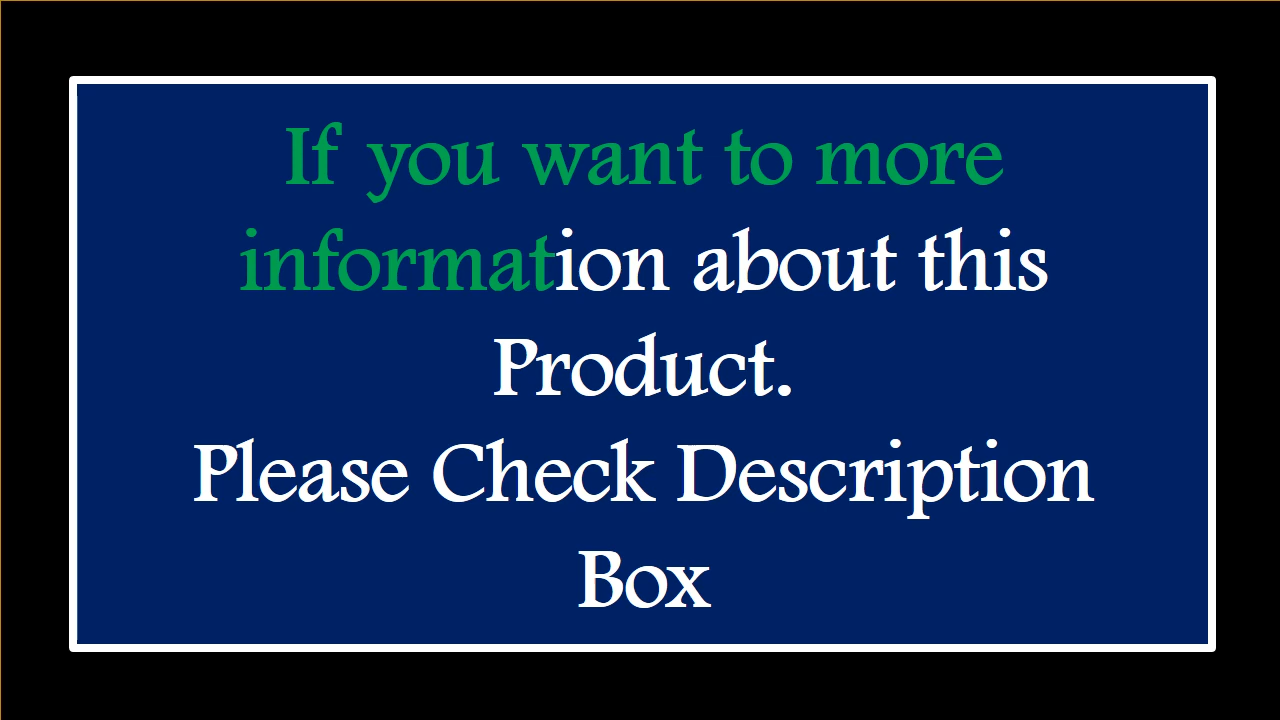 If you want to more
information about this
Product.
Please Check Description
Box